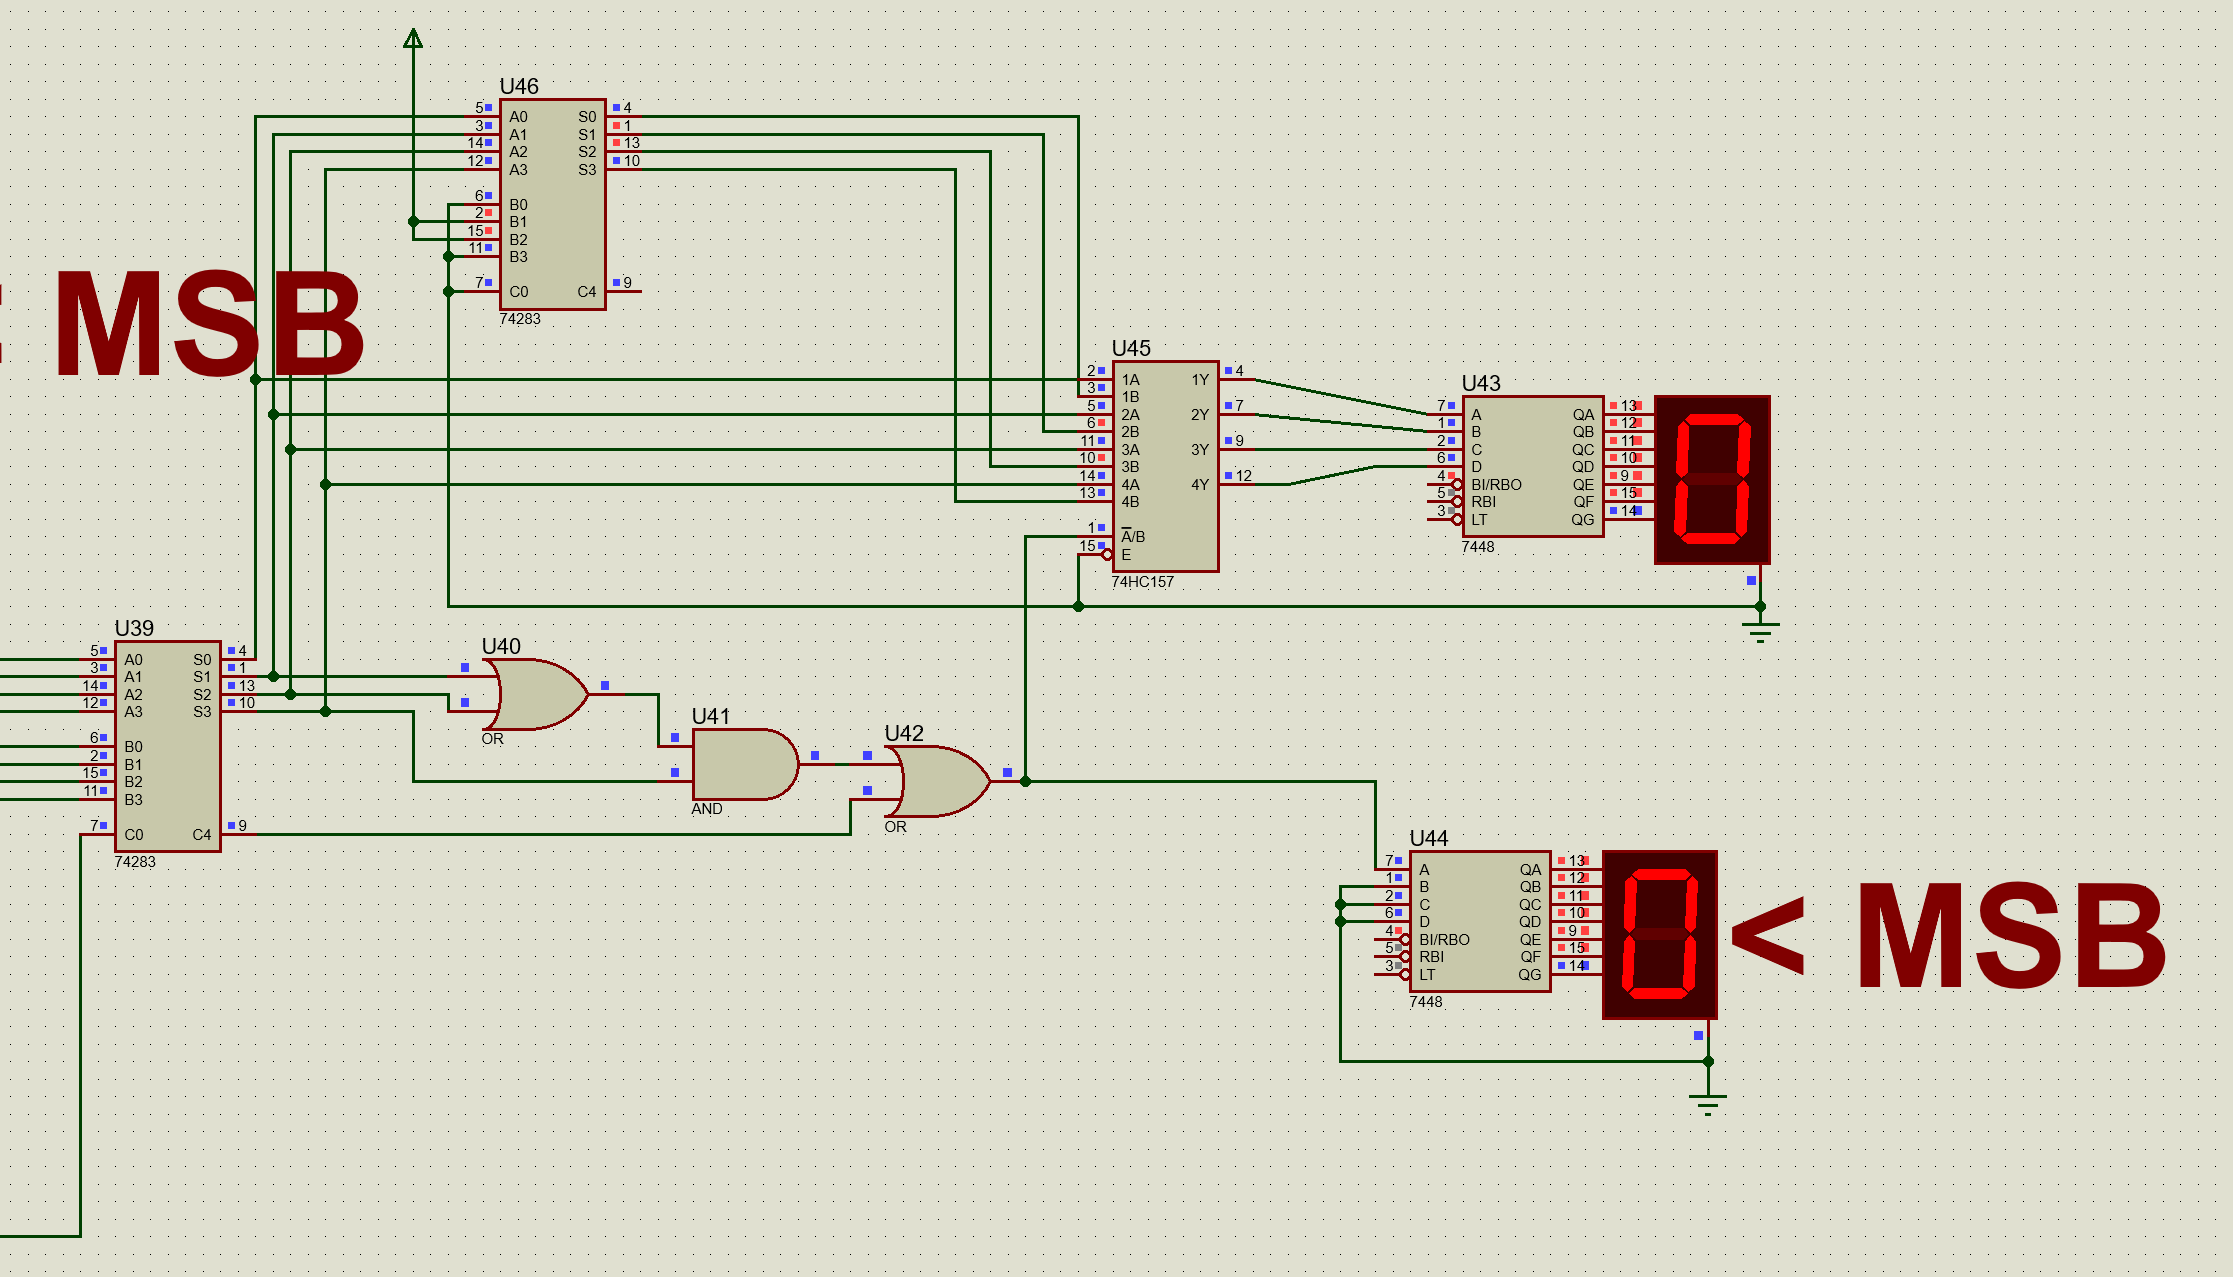 U46
5 A0 S0 4
3 A1 S1 1
14 A2 S2 13
12 A3 S3 10
6 B0
2 B1
15 B2
11 B3
7 C0 C4 9
74283
MSB
U45
2 1A 1Y 4
3 1B
5 2A 2Y 7
6 2B
11 3A 3Y 9
10 3B
14 4A 4Y 12
13 4B
1 A/B
15 E
74HC157
U43
7 A QA 13
1 B QB 12
2 C QC 11
6 D QD 10
4 BI/RBO QE 9
5 RBI QF 15
3 LT QG 14
7448
0
U39
5 A0 S0 4
3 A1 S1 1
14 A2 S2 13
12 A3 S3 10
6 B0
2 B1
15 B2
11 B3
7 C0 C4 9
74283
U40
OR
U41
AND
U42
OR
U44
7 A QA 13
1 B QB 12
2 C QC 11
6 D QD 10
4 BI/RBO QE 9
5 RBI QF 15
3 LT QG 14
7448
0
< MSB